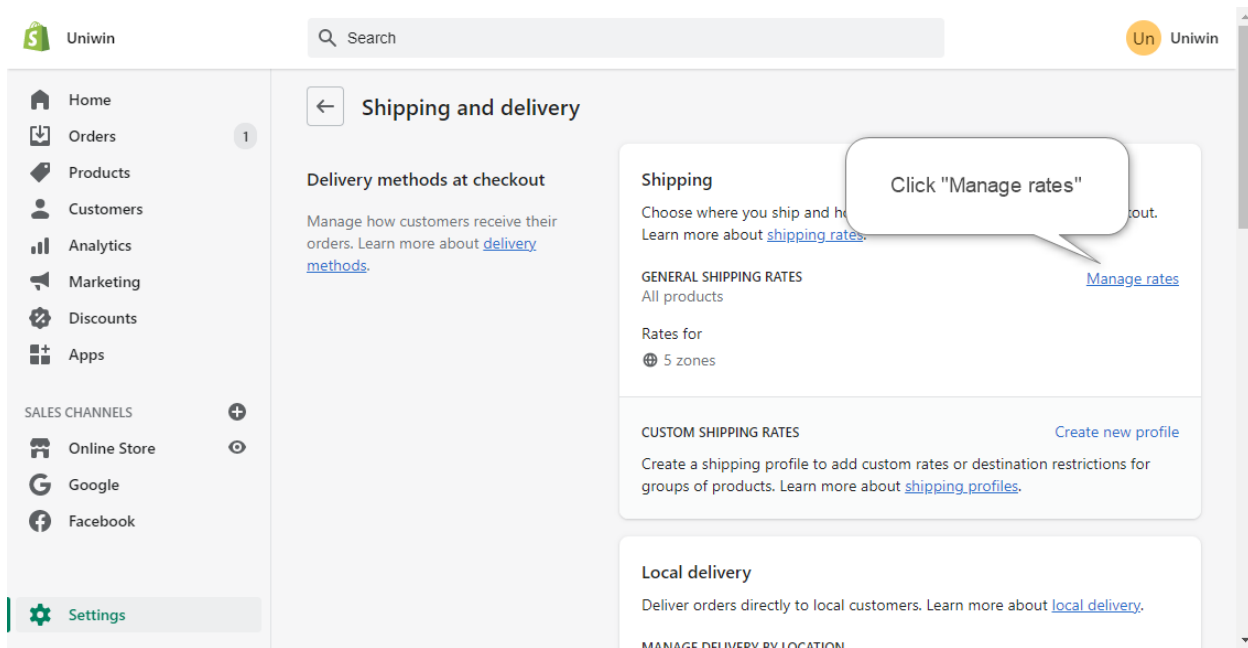 Uniwin
Search
Un
Uniwin
Home
Orders
1
Products
Customers
Analytics
Marketing
Discounts
Apps
SALES CHANNELS
Online Store
Google
Facebook
Settings
Shipping and delivery
Delivery methods at checkout
Manage how customers receive their
orders. Learn more about delivery
methods.
Shipping
Choose where you ship and
Learn more about shipping rates.
Click "Manage rates"
GENERAL SHIPPING RATES
Manage rates
All products
Rates for
5 zones
CUSTOM SHIPPING RATES
Create new profile
Create a shipping profile to add custom rates or destination restrictions for
groups of products. Learn more about shipping profiles.
Local delivery
Deliver orders directly to local customers. Learn more about local delivery.
MANAGE DELIVERY BY LOCATION